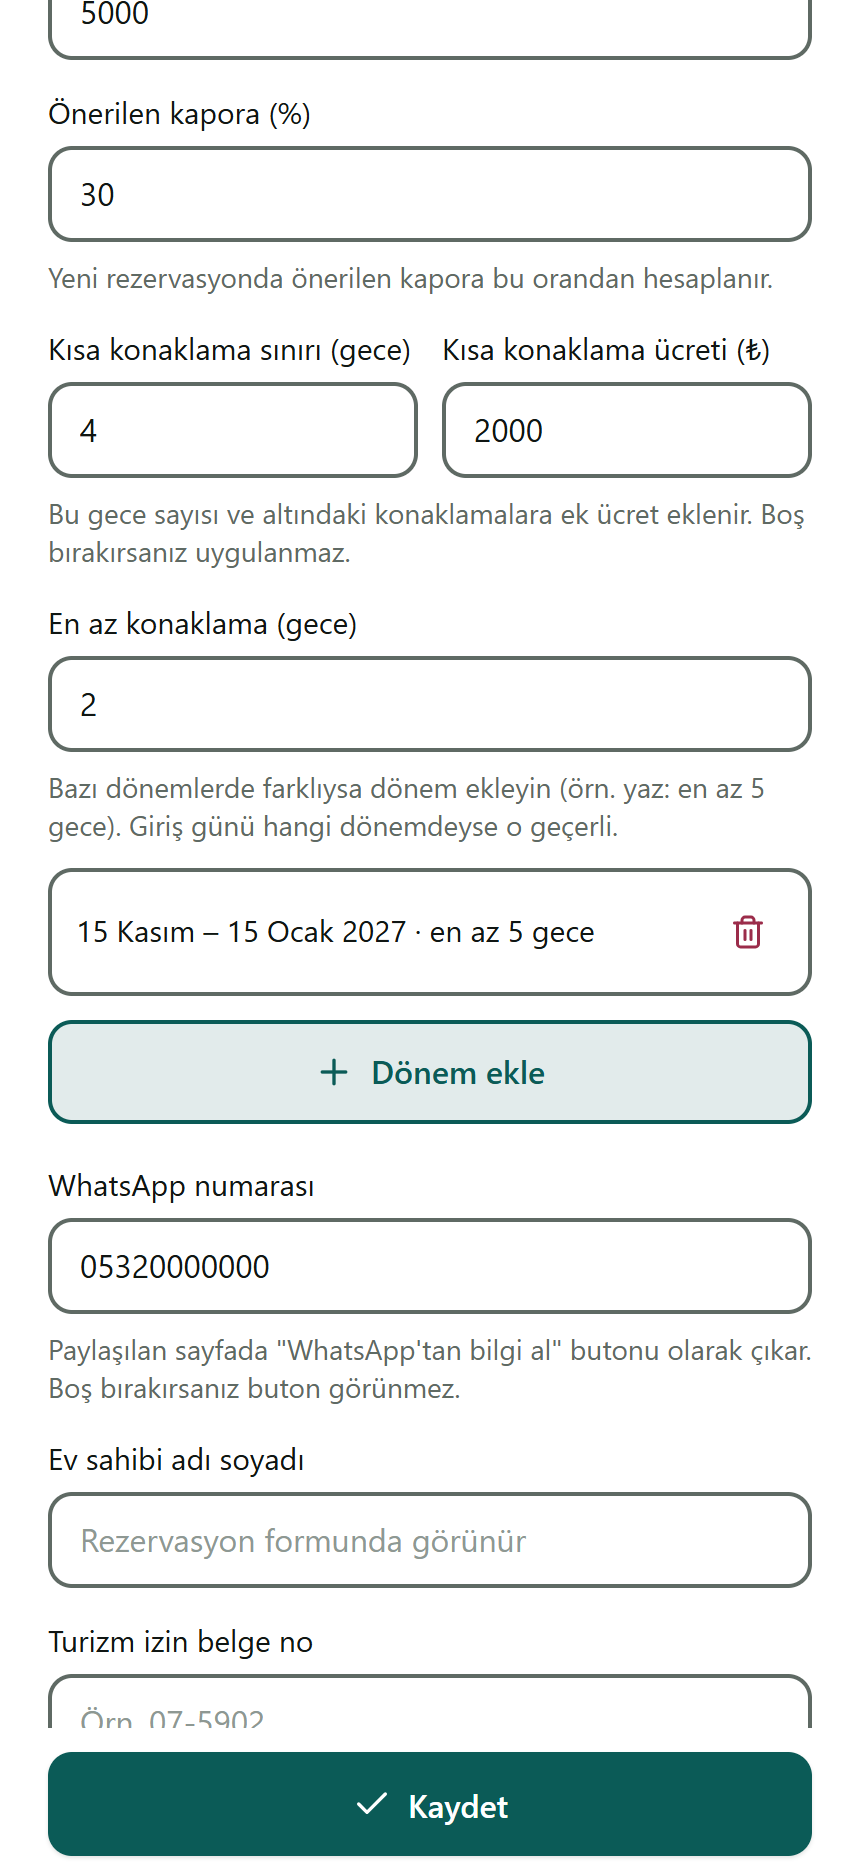 5000
Önerilen kapora (%)
30
Yeni rezervasyonda önerilen kapora bu orandan hesaplanır.
Kısa konaklama sınırı (gece)
4
Kısa konaklama ücreti (₺)
2000
Bu gece sayısı ve altındaki konaklamalara ek ücret eklenir. Boş
bırakırsanız uygulanmaz.
En az konaklama (gece)
2
Bazı dönemlerde farklıysa dönem ekleyin (örn. yaz: en az 5
gece). Giriş günü hangi dönemdeyse o geçerli.
15 Kasım – 15 Ocak 2027 · en az 5 gece
+ Dönem ekle
WhatsApp numarası
05320000000
Paylaşılan sayfada "WhatsApp'tan bilgi al" butonu olarak çıkar.
Boş bırakırsanız buton görünmez.
Ev sahibi adı soyadı
Rezervasyon formunda görünür
Turizm izin belge no
Örn. 07-5902
Kaydet